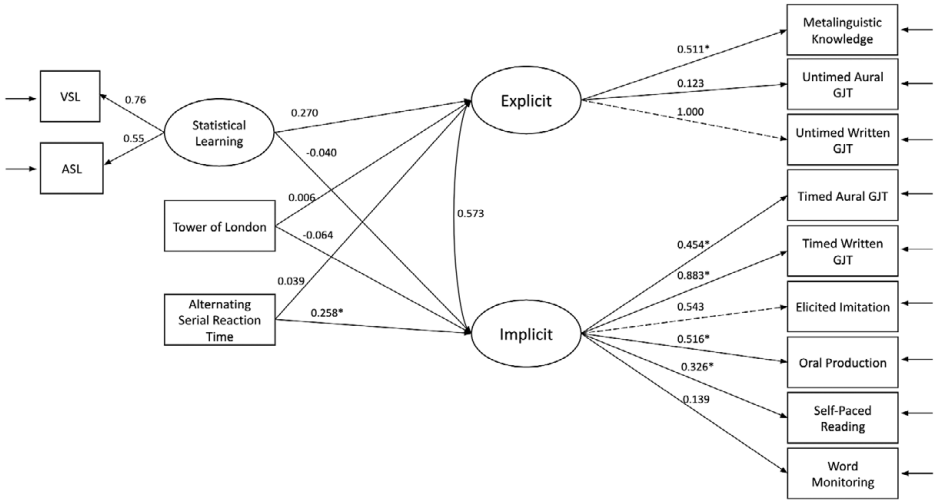 Metalinguistic
Knowledge
0.511*
Untimed Aural
GJT
0.123
Explicit
1.000
Untimed Written
GJT
VSL
0.76
Statistical
Learning
0.270
0.55
ASL
-0.040
0.006
Tower of London
-0.064
0.573
Timed Aural GJT
0.454*
Timed Written
GJT
0.883*
0.039
Alternating
Serial Reaction
Time
0.258*
0.543
Elicited Imitation
Implicit
0.516*
Oral Production
0.326*
0.139
Self-Paced
Reading
Word
Monitoring